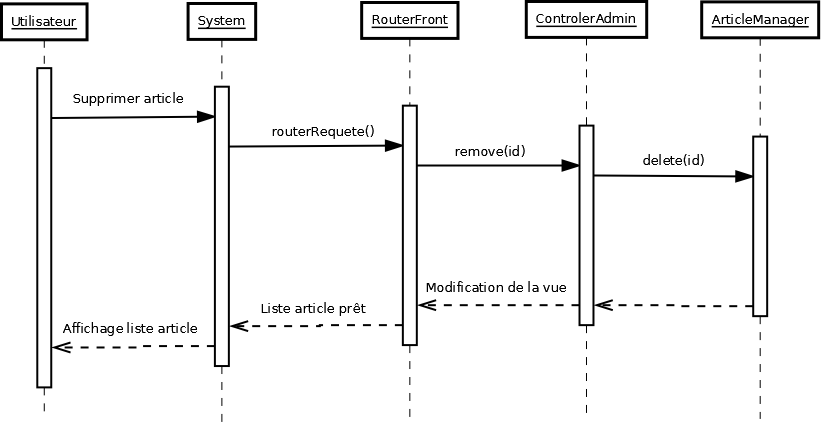 Utilisateur
System
RouterFront
ControlerAdmin
ArticleManager
Supprimer article
routerRequete()
remove(id)
delete(id)
Modification de la vue
Liste article prêt
Affichage liste article